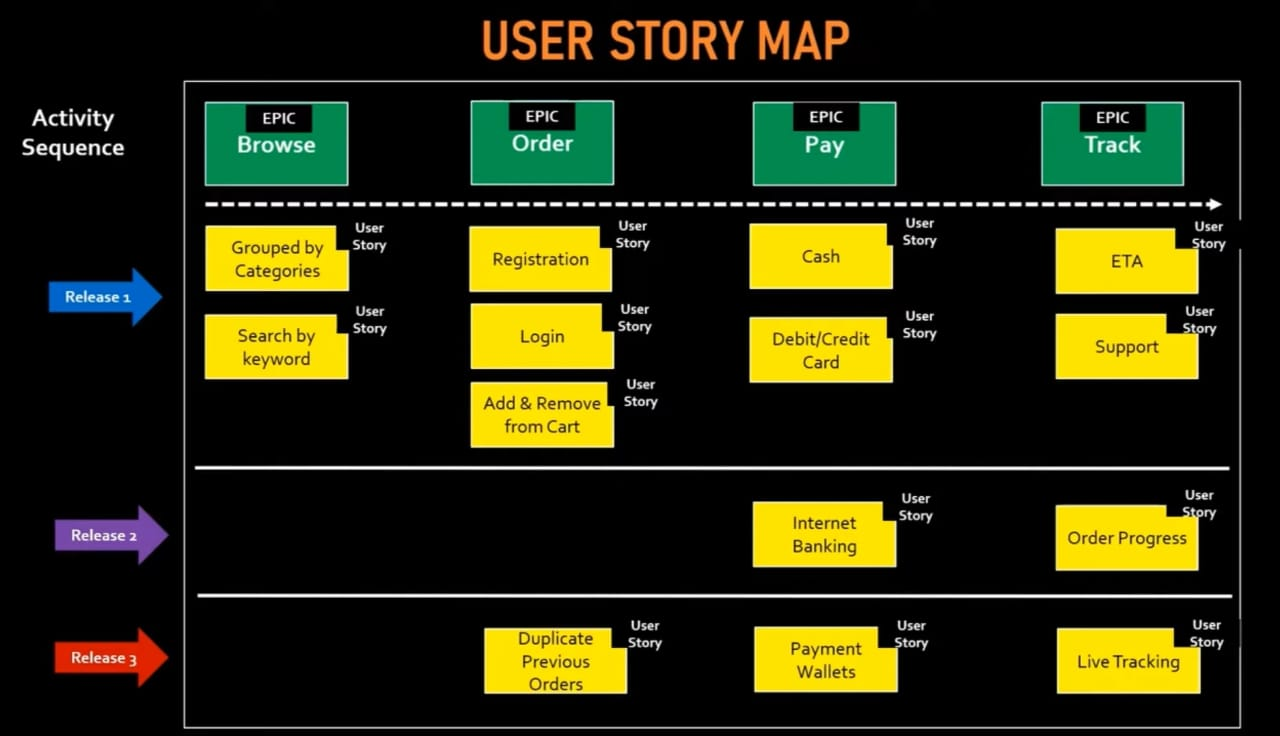 USER STORY MAP
Activity
Sequence
EPIC
Browse
EPIC
Order
EPIC
Pay
EPIC
Track
Release 1
Grouped by
Categories
User
Story
Registration
User
Story
Cash
User
Story
ETA
User
Story
Search by
keyword
User
Story
Login
User
Story
Debit/Credit
Card
User
Story
Support
User
Story
Add & Remove
from Cart
User
Story
Release 2
Internet
Banking
User
Story
Order Progress
User
Story
Release 3
Duplicate
Previous
Orders
User
Story
Payment
Wallets
User
Story
Live Tracking
User
Story